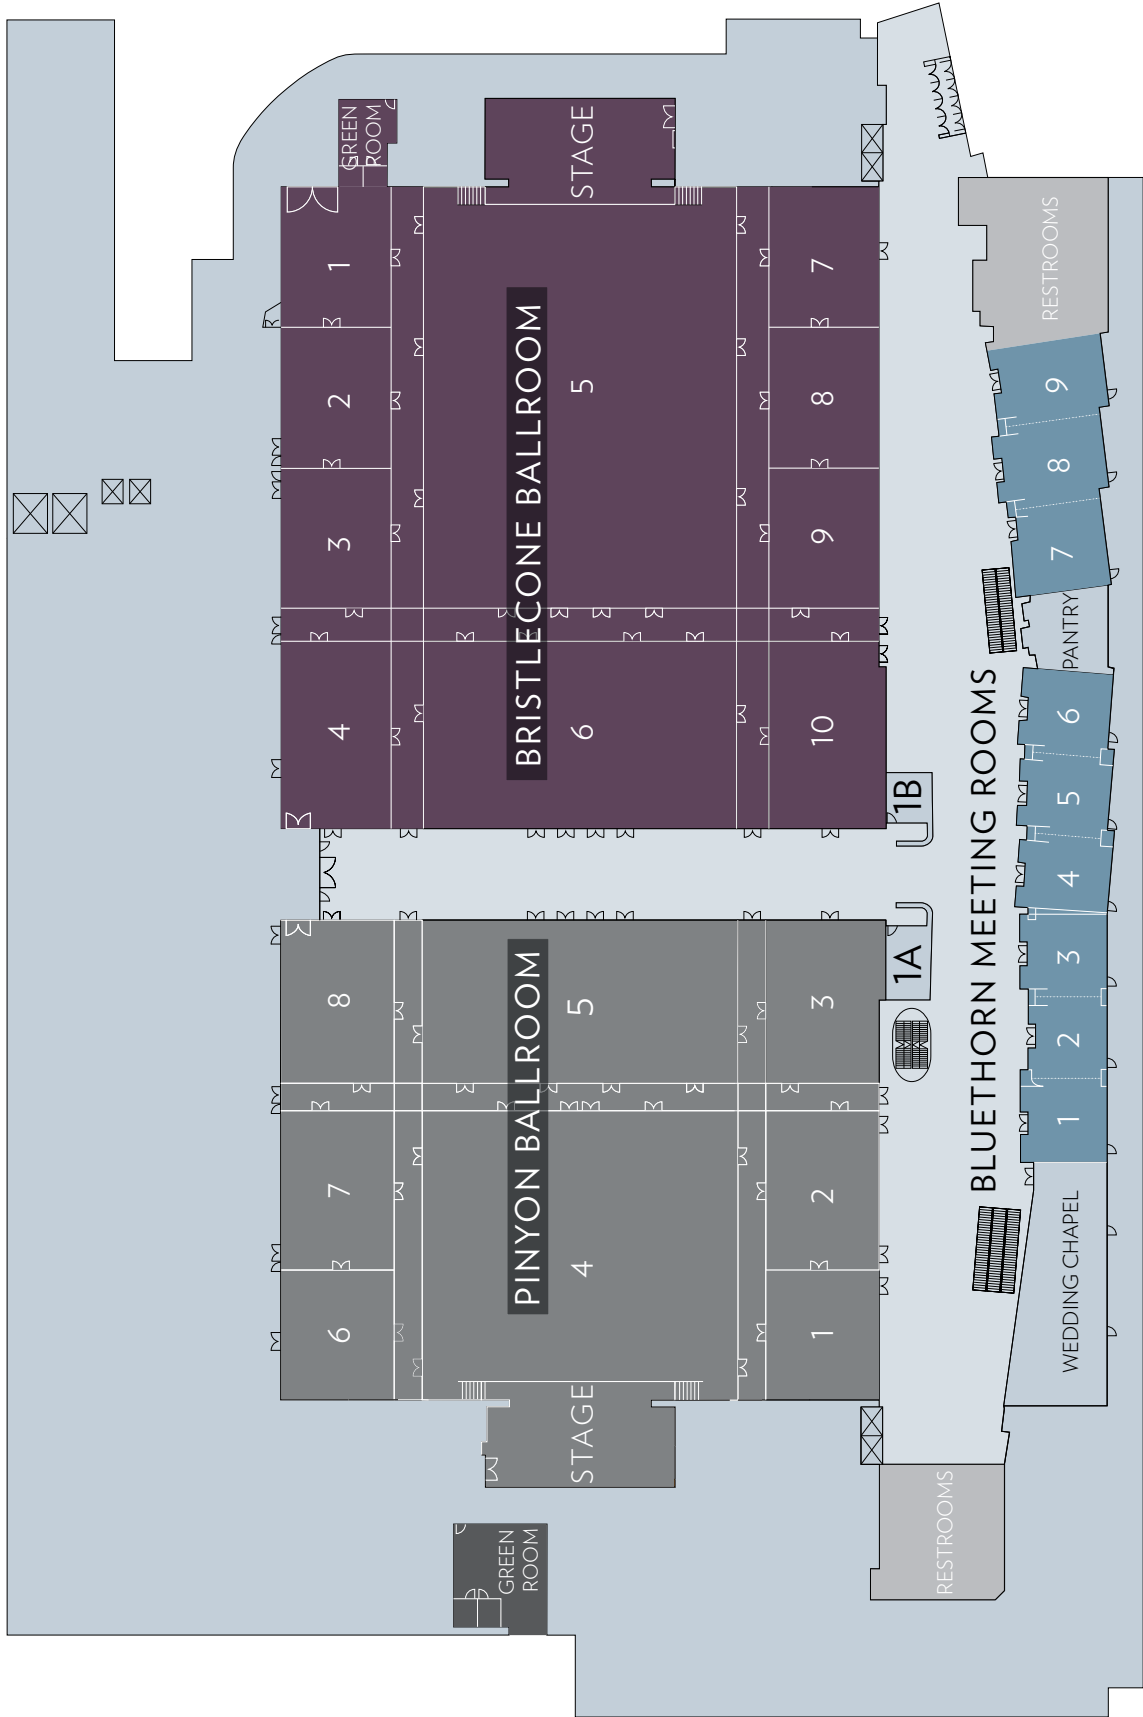 GREEN
ROOM
STAGE
RESTROOMS
1
2
3
4
5
6
7
8
9
10
BRISTLECONE BALLROOM
9
8
7
PANTRY
6
5
4
3
2
1
BLUETHORN MEETING ROOMS
1B
1A
8
7
6
5
4
3
2
1
PINYON BALLROOM
WEDDING CHAPEL
STAGE
GREEN
ROOM
RESTROOMS